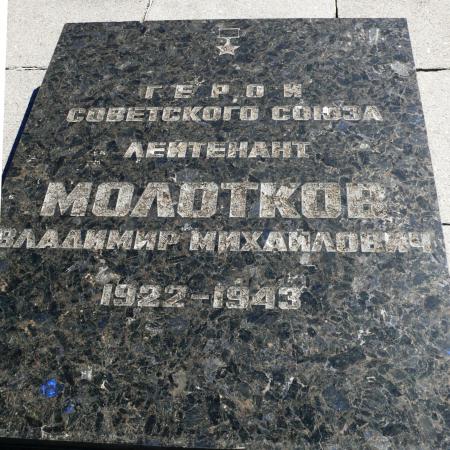 ГЕРОЙ
СОВЕТСКОГО СОЮЗА
ЛЕЙТЕНАНТ
МОЛОТКОВ
ВЛАДИМИР МИХАЙЛОВИЧ
1922-1943